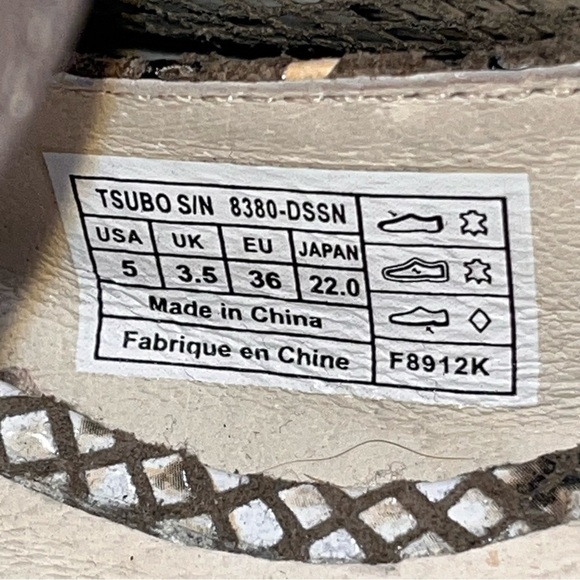 TSUBO S/N 8380-DSSN
USA UK EU JAPAN
5 3.5 36 22.0
Made in China
Fabrique en Chine F8912K